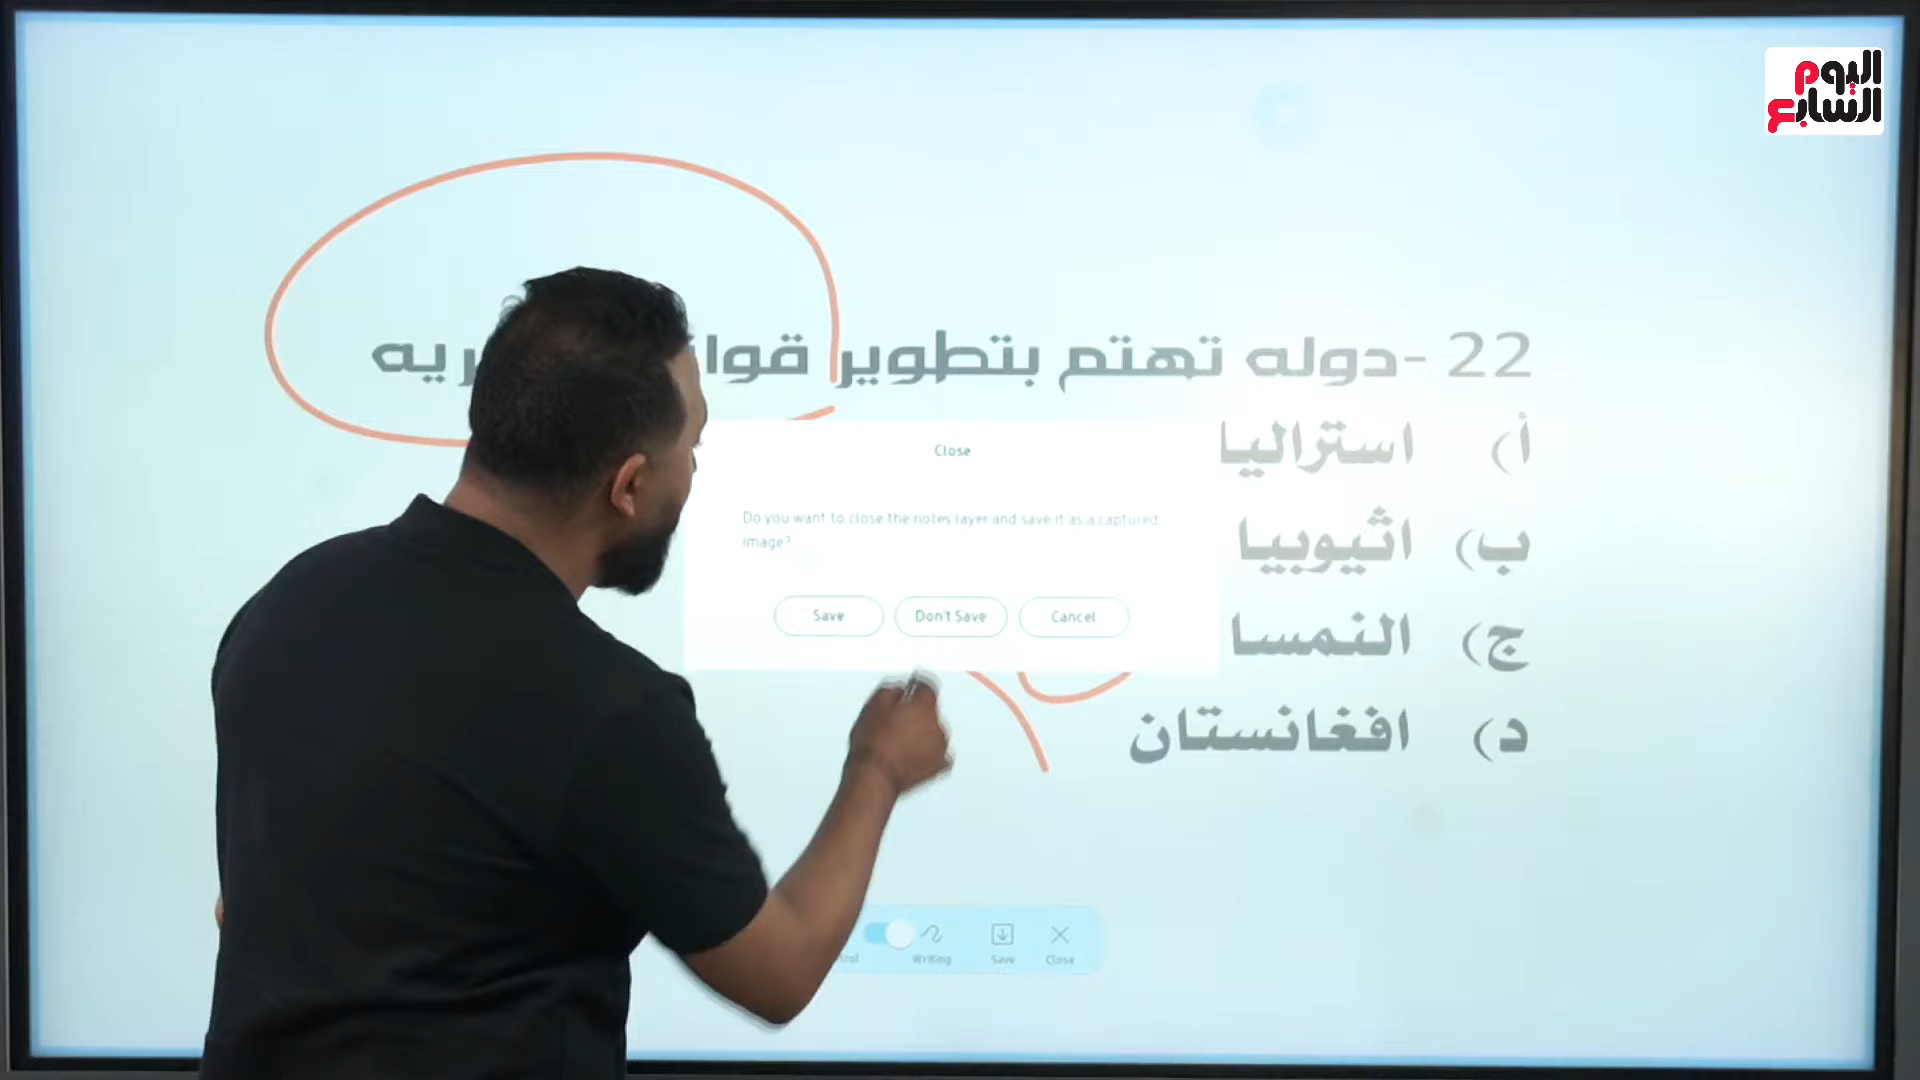 اليوم
السابع
22 -دوله تهتم بتطوير
أ) استراليا
ب) اثيوبيا
ج) النمسا
د) افغانستان
Close
Do you want to close the notes layer and save it as a captured
image?
Save Don't Save Cancel
Writing Save Close